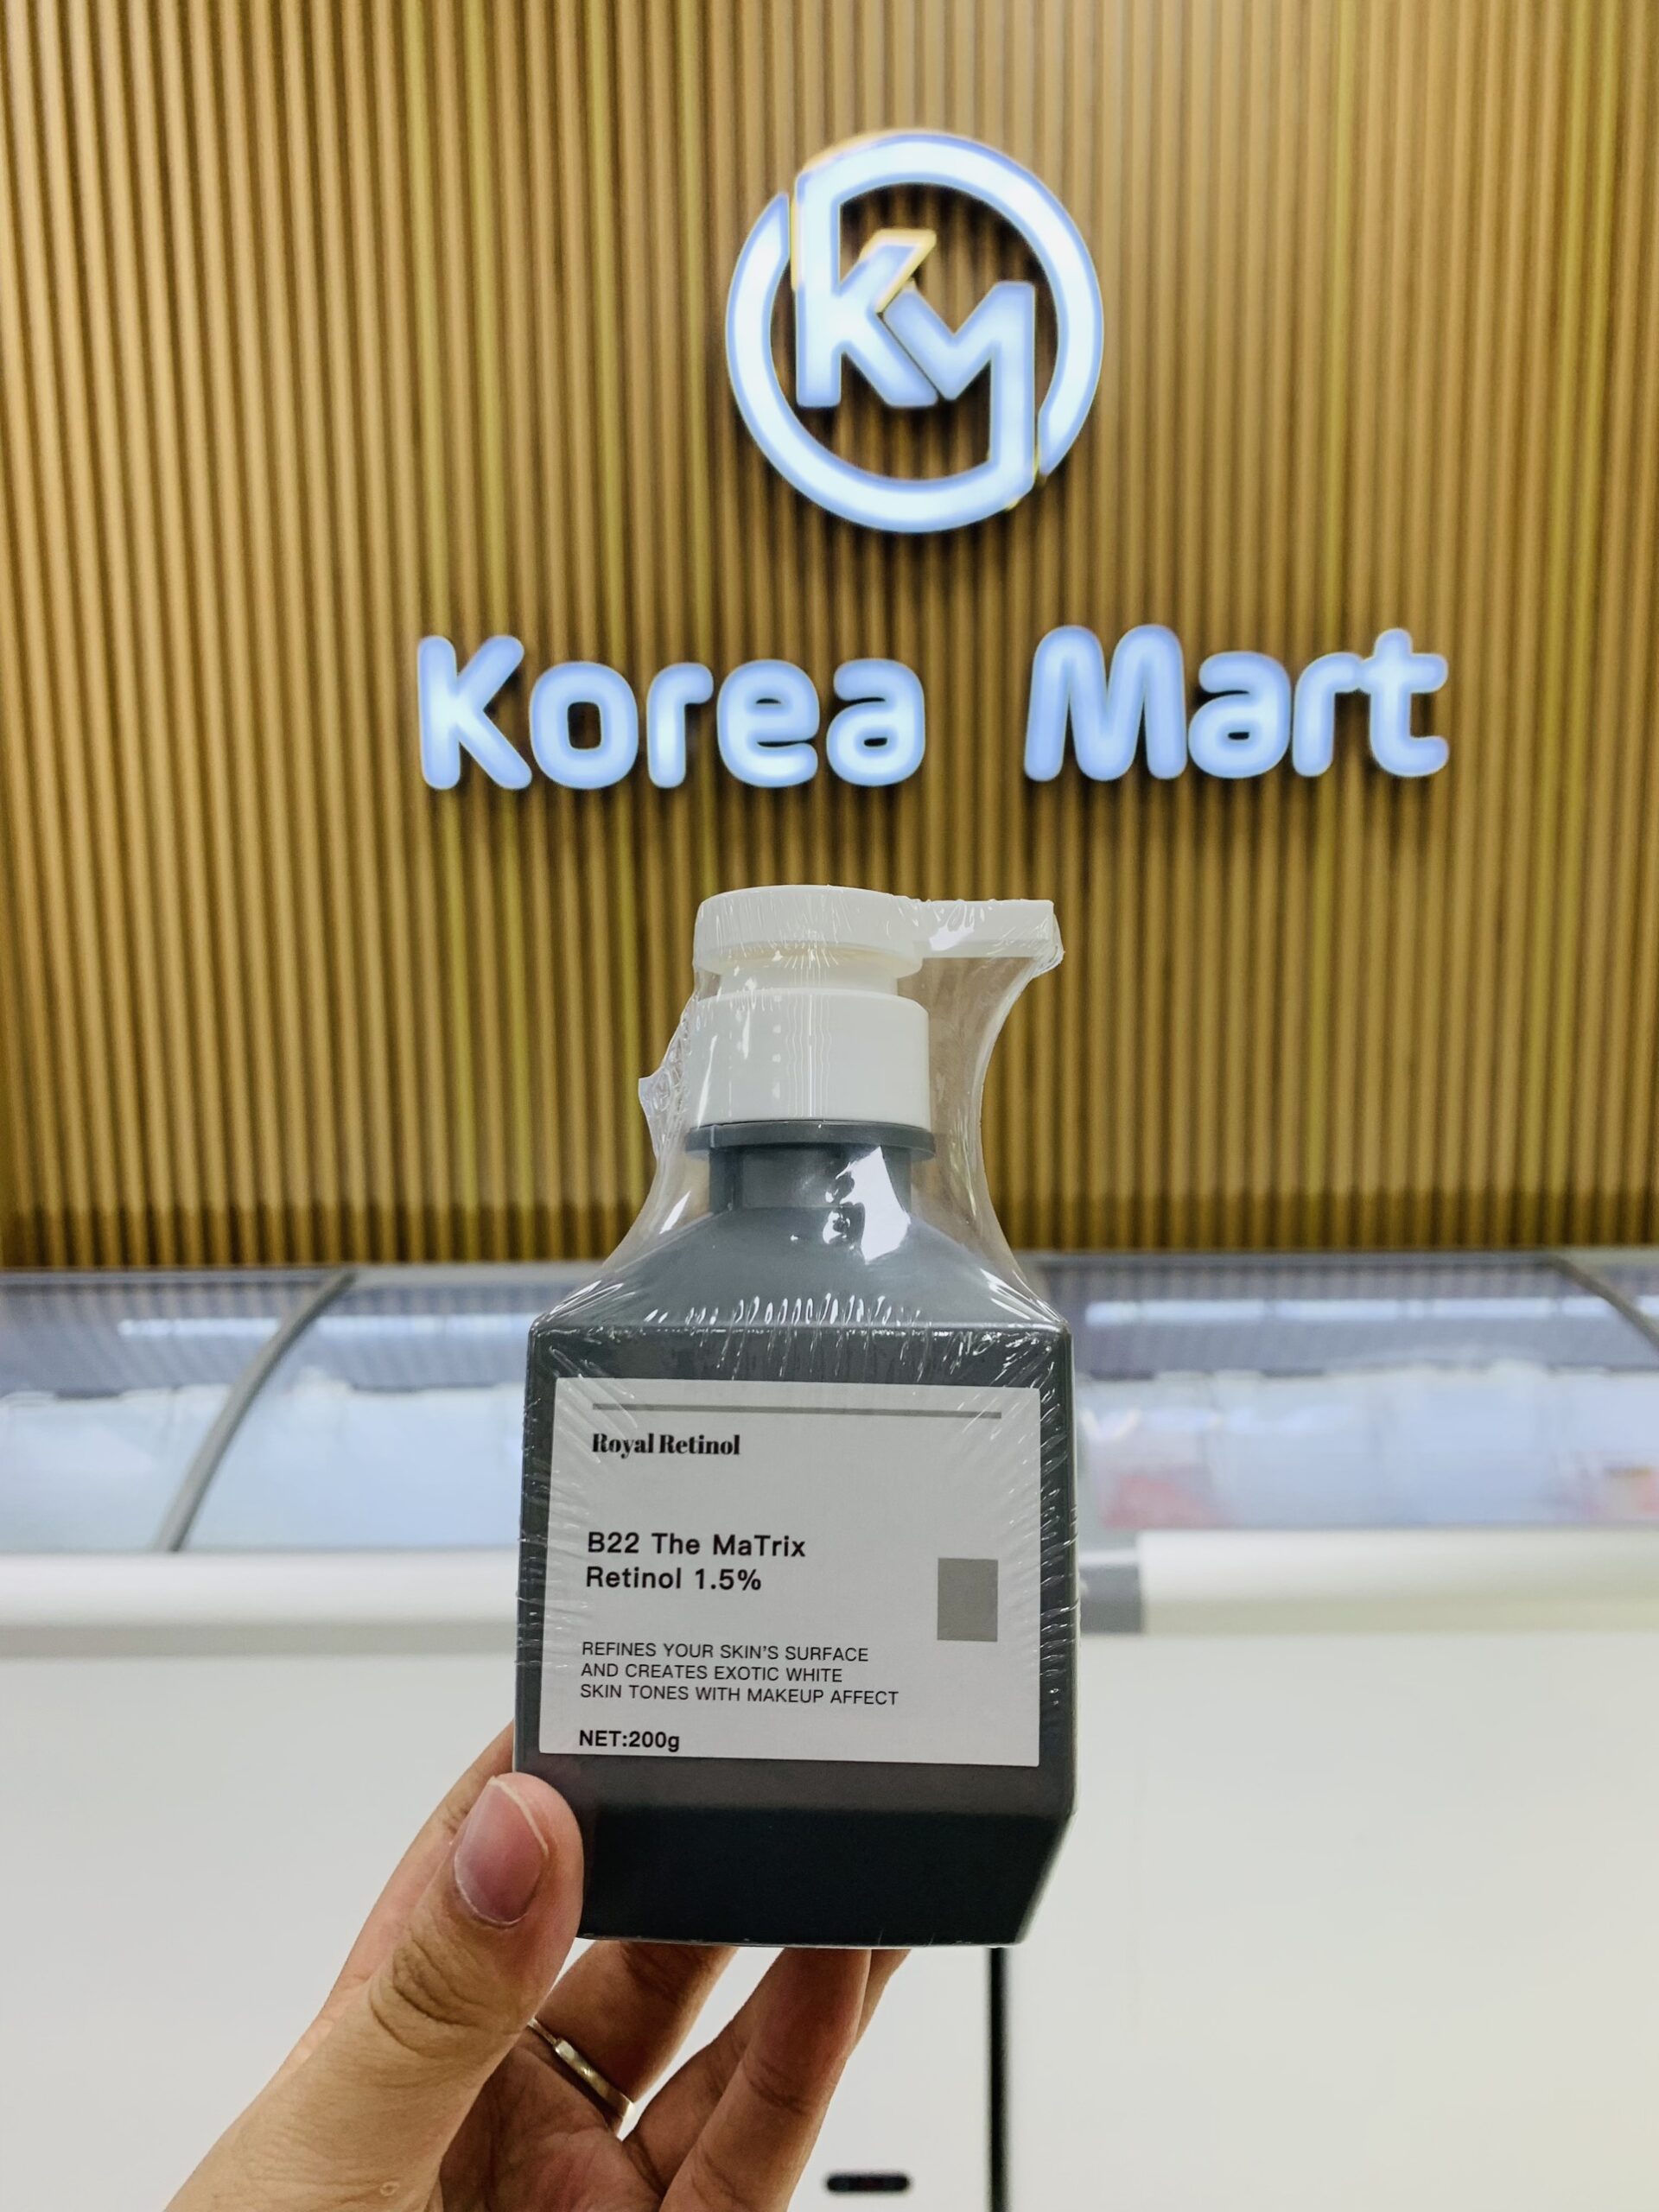 KM
Korea Mart
Royal Retinol
B22 The MaTrix
Retinol 1.5%
REFINES YOUR SKIN'S SURFACE
AND CREATES EXOTIC WHITE
SKIN TONES WITH MAKEUP AFFECT
NET:200g